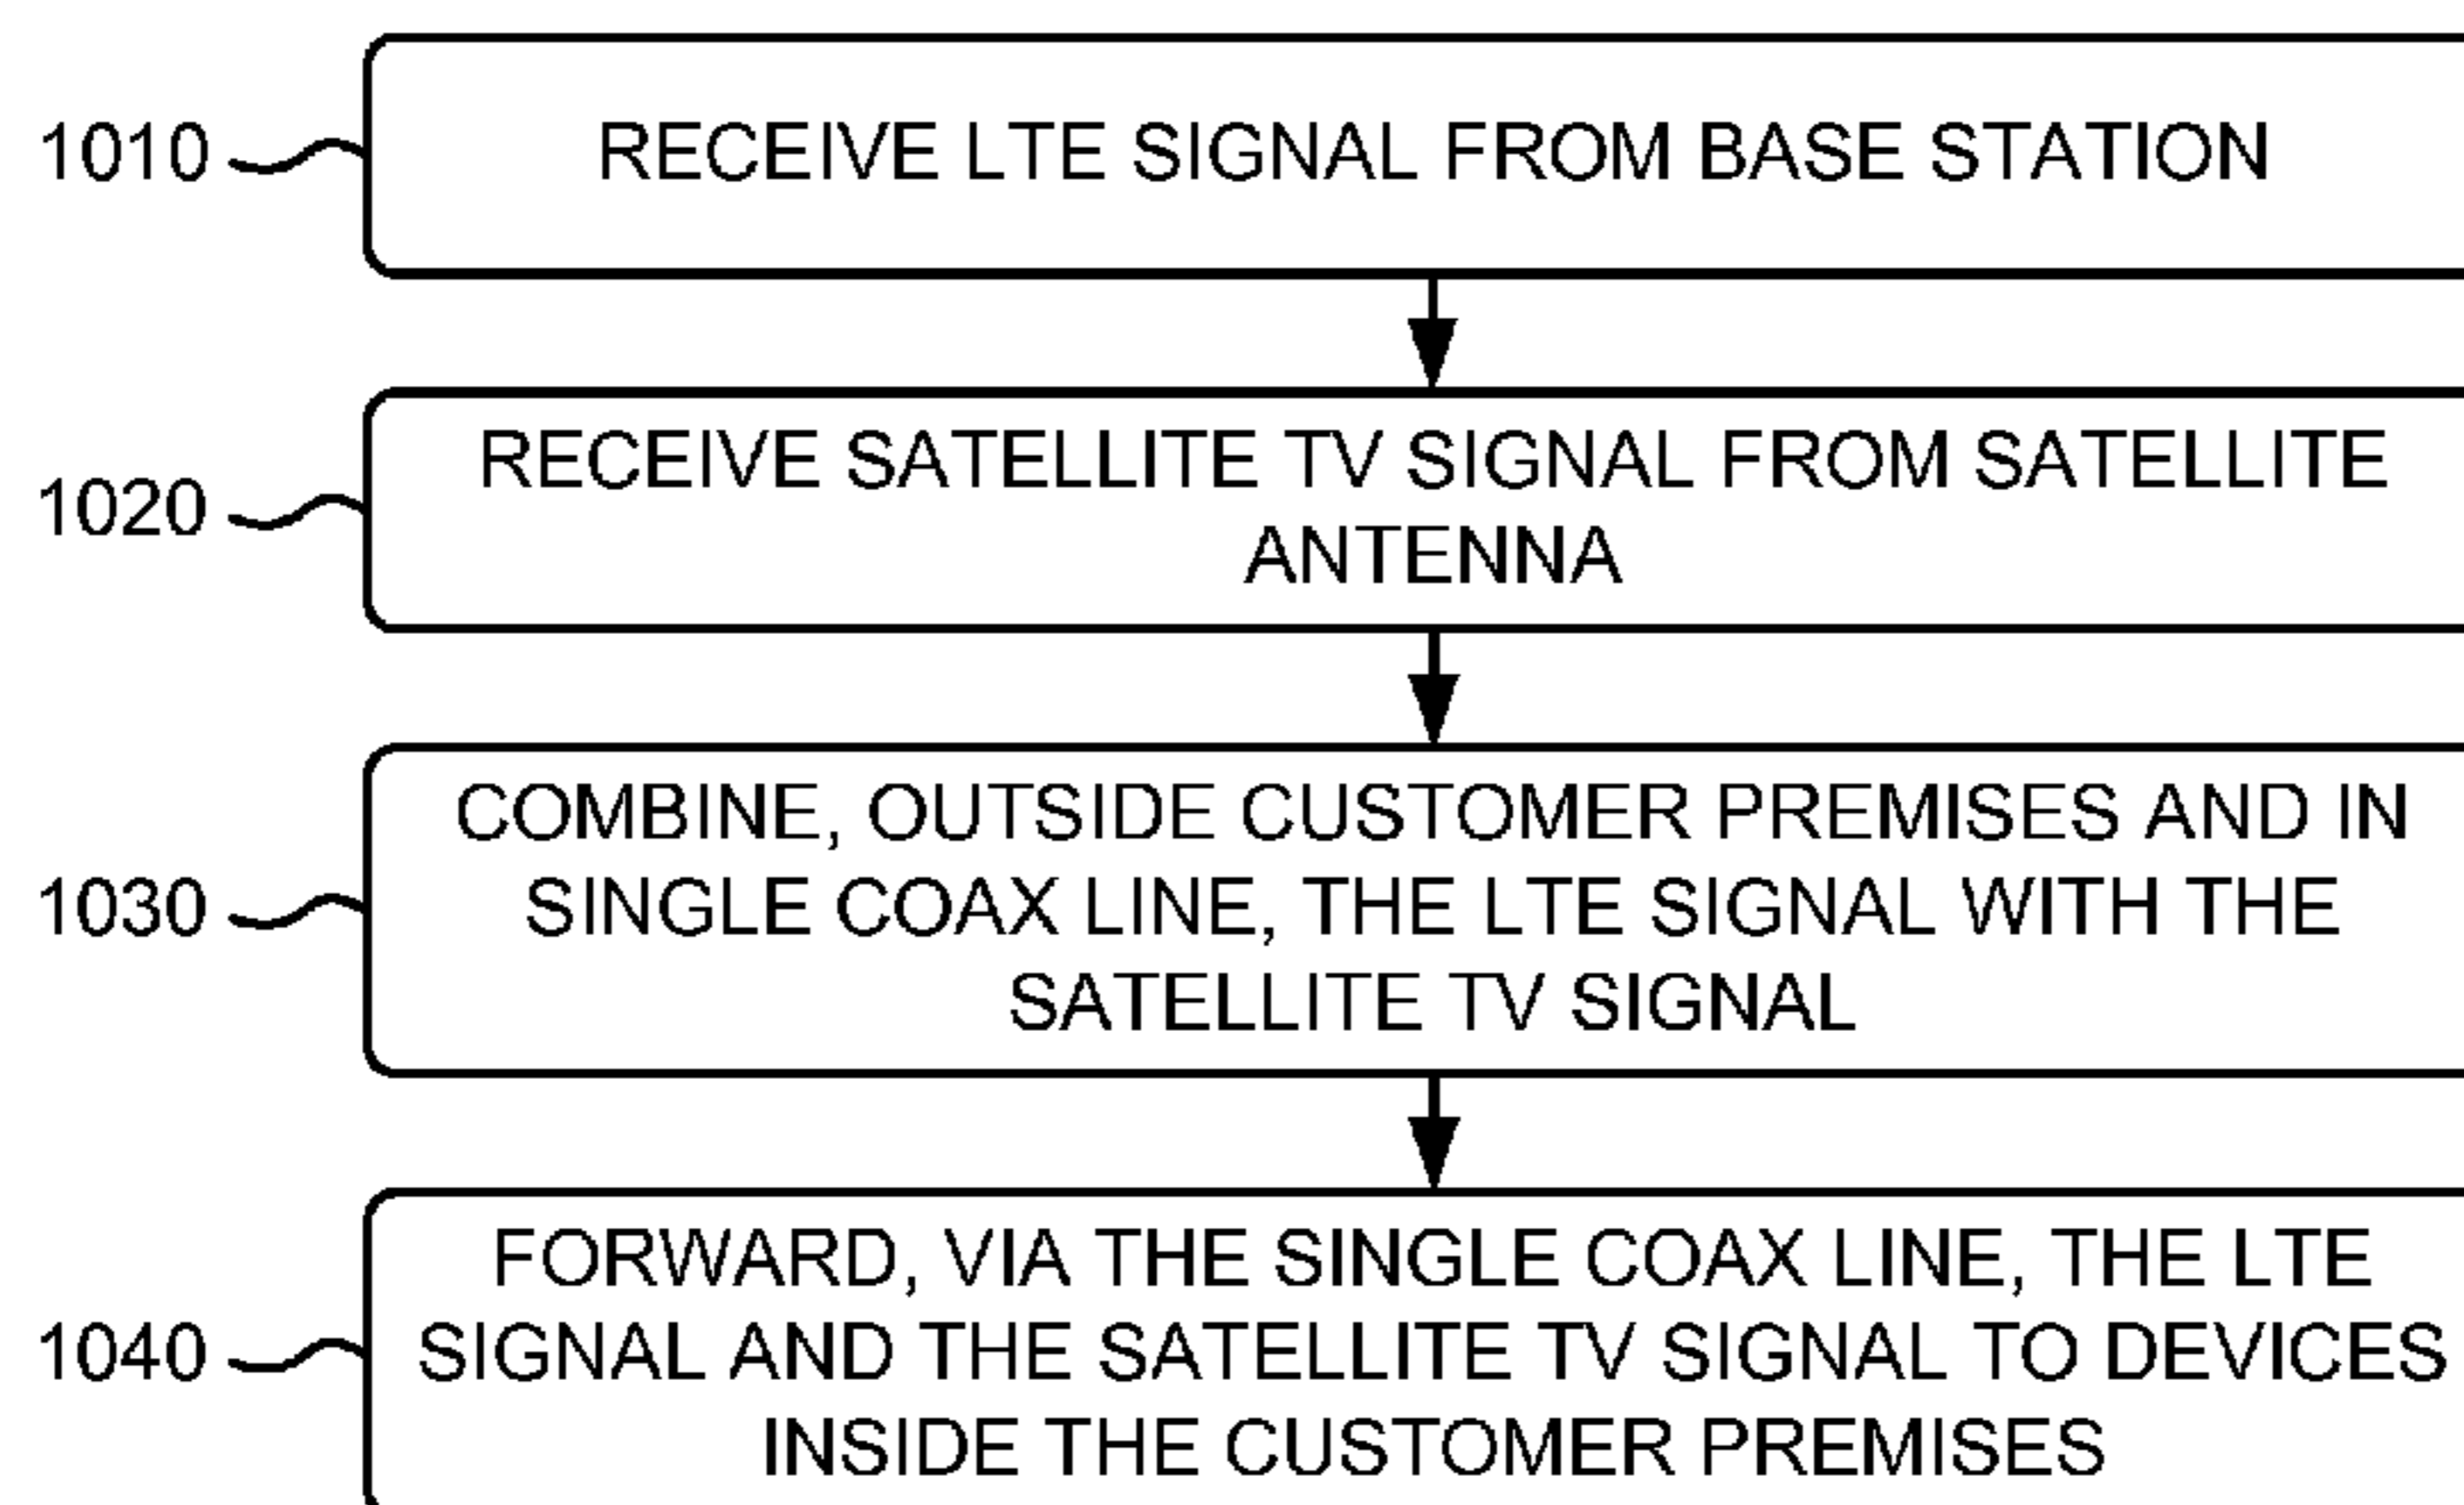 1010
RECEIVE LTE SIGNAL FROM BASE STATION
1020
RECEIVE SATELLITE TV SIGNAL FROM SATELLITE
ANTENNA
1030
COMBINE, OUTSIDE CUSTOMER PREMISES AND IN
SINGLE COAX LINE, THE LTE SIGNAL WITH THE
SATELLITE TV SIGNAL
1040
FORWARD, VIA THE SINGLE COAX LINE, THE LTE
SIGNAL AND THE SATELLITE TV SIGNAL TO DEVICES
INSIDE THE CUSTOMER PREMISES